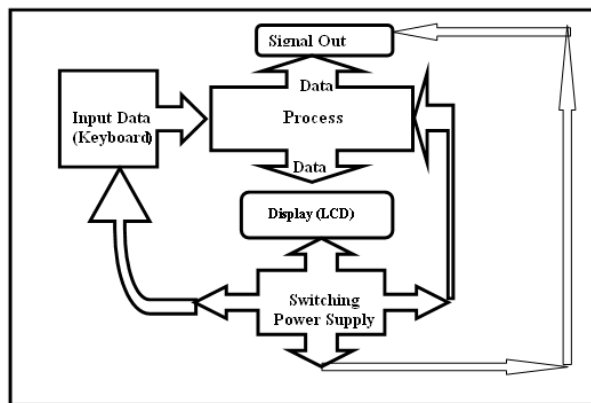 Signal Out
Data
Input Data
(Keyboard)
Process
Data
Display (LCD)
Switching
Power Supply